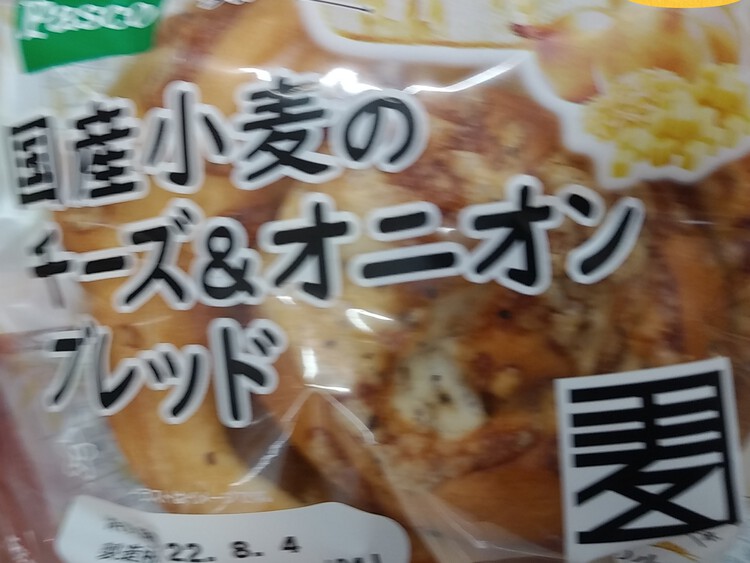 Pasco
国産小麦の
チーズ&オニオン
ブレッド
麦
22. 8. 4